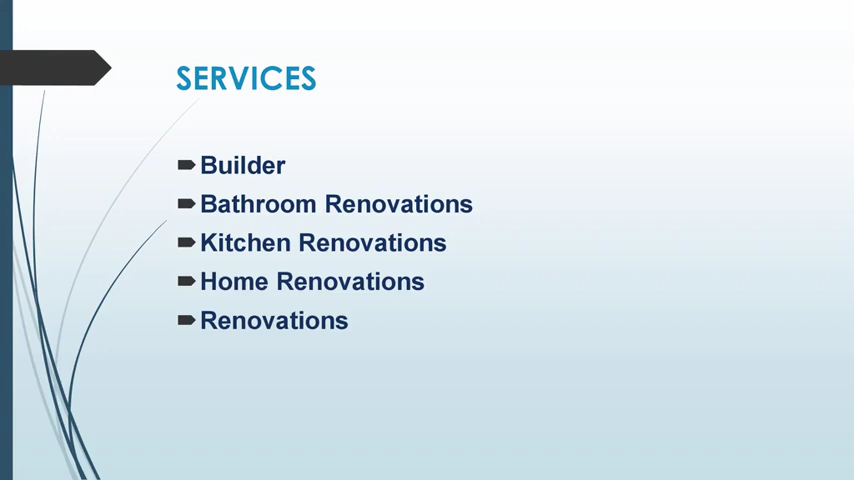 SERVICES
Builder
Bathroom Renovations
Kitchen Renovations
Home Renovations
Renovations